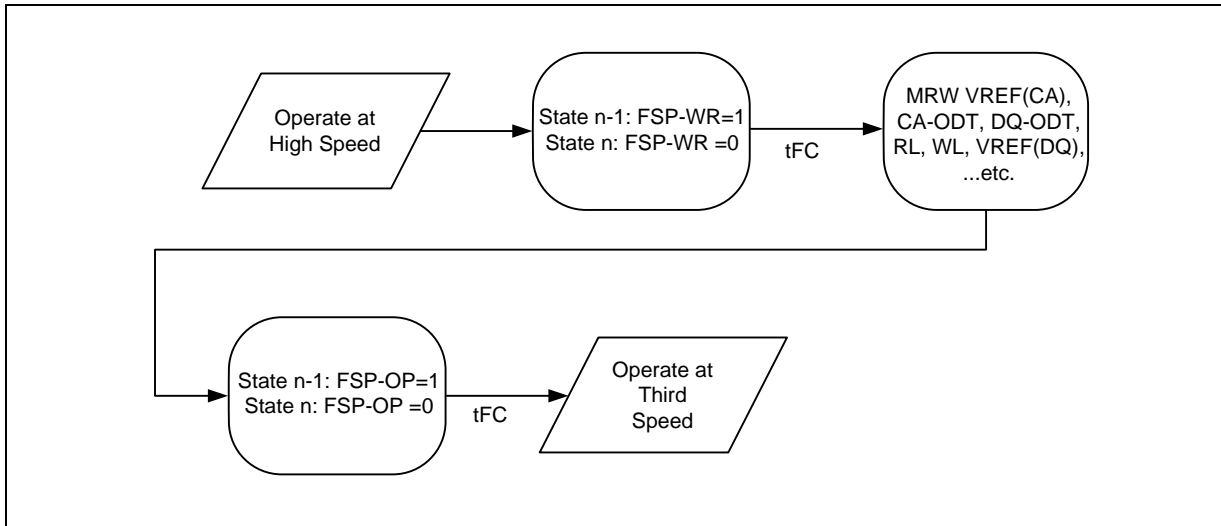 Operate at
High Speed
State n-1: FSP-WR=1
State n: FSP-WR =0
tFC
MRW VREF(CA),
CA-ODT, DQ-ODT,
RL, WL, VREF(DQ),
...etc.
State n-1: FSP-OP=1
State n: FSP-OP =0
tFC
Operate at
Third
Speed